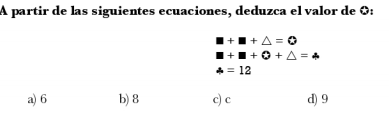 A partir de las siguientes ecuaciones, deduzca el valor de ✪:
■ + ■ + △ = ✪
■ + ■ + ✪ + △ = ♣
♣ = 12
a) 6 b) 8 c) c d) 9